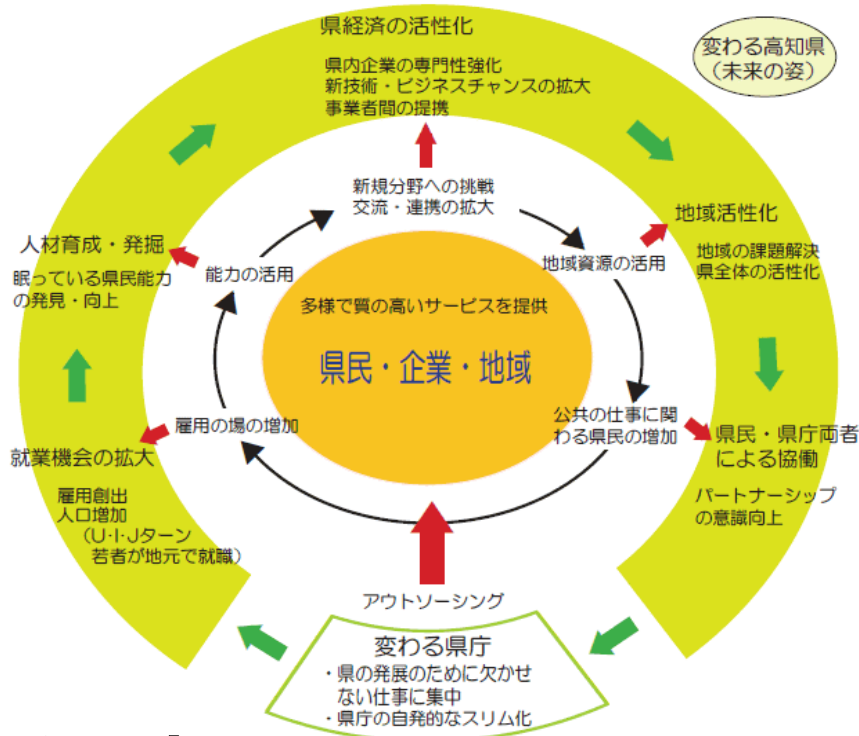 県経済の活性化
県内企業の専門性強化
新技術・ビジネスチャンスの拡大
事業者間の提携
変わる高知県
（未来の姿）
新規分野への挑戦
交流・連携の拡大
地域活性化
地域の課題解決
県全体の活性化
地域資源の活用
人材育成・発掘
眠っている県民能力
の発見・向上
能力の活用
多様で質の高いサービスを提供
県民・企業・地域
雇用の場の増加
公共の仕事に関
わる県民の増加
県民・県庁両者
による協働
パートナーシップ
の意識向上
就業機会の拡大
雇用創出
人口増加
（U･I･Jターン
若者が地元で就職）
アウトソーシング
変わる県庁
・県の発展のために欠かせ
ない仕事に集中
・県庁の自発的なスリム化